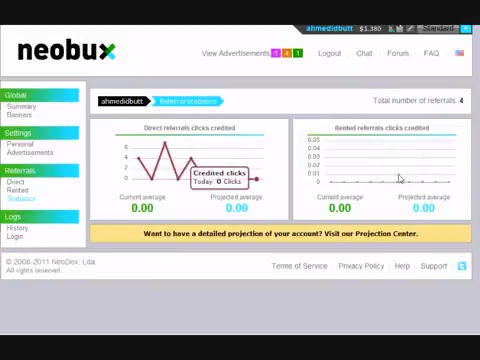 ahmedidbutt $1,380 Standard
neobux
View Advertisements 1 4 1 Logout Chat Forum FAQ
Global
Summary
Banners
Settings
Personal
Advertisements
Referrals
Direct
Rented
Statistics
Logs
History
Login
ahmedidbutt Referral statistics
Total number of referrals: 4
Direct referrals clicks credited
6
4
2
0
Credited clicks
Today: 0 Clicks
Current average Projected average
0.00 0.00
Rented referrals clicks credited
0.05
0.04
0.03
0.02
0.01
0
Current average Projected average
0.00 0.00
Want to have a detailed projection of your account? Visit our Projection Center.
© 2008-2011 NeoDev, Lda.
All rights reserved
Terms of Service Privacy Policy Help Support